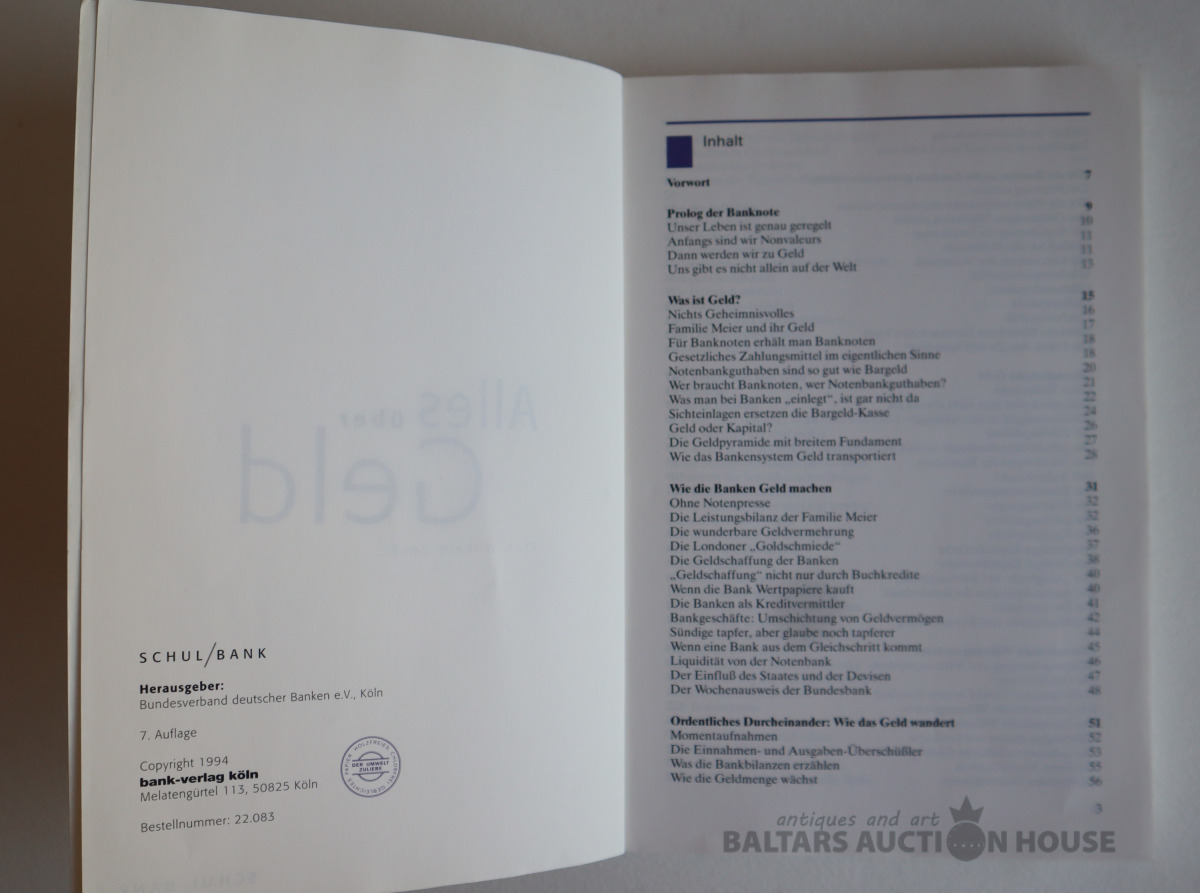 Alles über
Geld
SCHUL/BANK
Herausgeber:
Bundesverband deutscher Banken e.V., Köln
7. Auflage
Copyright 1994
bank-verlag köln
Melatengürtel 113, 50825 Köln
Bestellnummer: 22.083
DER UMWELT
ZULIEBE
SCHUL BANK
Inhalt
Vorwort 7
Prolog der Banknote 9
Unser Leben ist genau geregelt 10
Anfangs sind wir Nonvaleurs 11
Dann werden wir zu Geld 11
Uns gibt es nicht allein auf der Welt 13
Was ist Geld? 15
Nichts Geheimnisvolles 16
Familie Meier und ihr Geld 17
Für Banknoten erhält man Banknoten 18
Gesetzliches Zahlungsmittel im eigentlichen Sinne 18
Notenbankguthaben sind so gut wie Bargeld 20
Wer braucht Banknoten, wer Notenbankguthaben? 21
Was man bei Banken „einlegt“, ist gar nicht da 22
Sichteinlagen ersetzen die Bargeld-Kasse 24
Geld oder Kapital? 26
Die Geldpyramide mit breitem Fundament 27
Wie das Bankensystem Geld transportiert 28
Wie die Banken Geld machen 31
Ohne Notenpresse 32
Die Leistungsbilanz der Familie Meier 32
Die wunderbare Geldvermehrung 36
Die Londoner „Goldschmiede“ 37
Die Geldschaffung der Banken 38
„Geldschaffung“ nicht nur durch Buchkredite 40
Wenn die Bank Wertpapiere kauft 40
Die Banken als Kreditvermittler 41
Bankgeschäfte: Umschichtung von Geldvermögen 42
Sündige tapfer, aber glaube noch tapferer 44
Wenn eine Bank aus dem Gleichschritt kommt 45
Liquidität von der Notenbank 46
Der Einfluß des Staates und der Devisen 47
Der Wochenausweis der Bundesbank 48
Ordentliches Durcheinander: Wie das Geld wandert 51
Momentaufnahmen 52
Die Einnahmen- und Ausgaben-Überschüßler 53
Was die Bankbilanzen erzählen 55
Wie die Geldmenge wächst 56
3
antiques and art
BALTARS AUCTION HOUSE